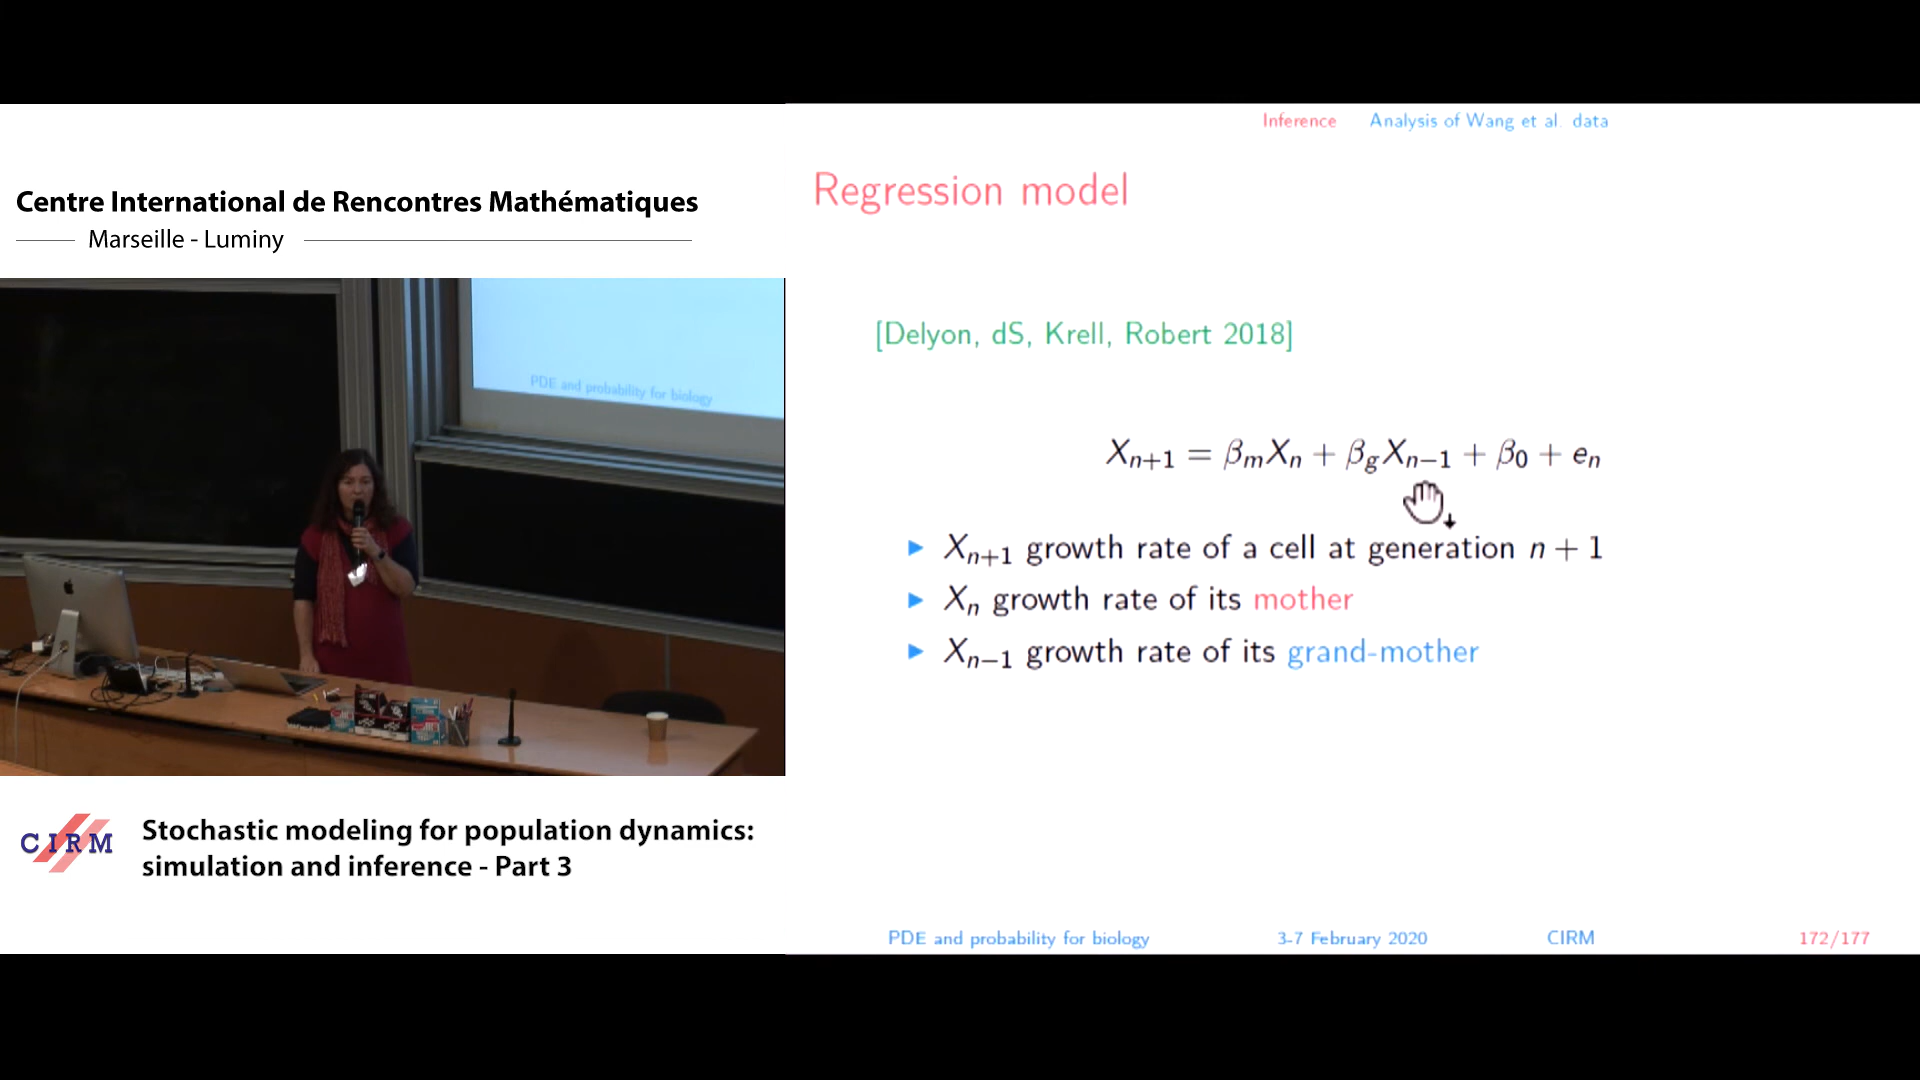 Centre International de Rencontres Mathématiques
Marseille - Luminy
PDE and probability for biology
CIRM
Stochastic modeling for population dynamics:
simulation and inference - Part 3
Inference Analysis of Wang et al. data
Regression model
[Delyon, dS, Krell, Robert 2018]
Xₙ₊₁ = βₘXₙ + β_gXₙ₋₁ + β₀ + eₙ
► Xₙ₊₁ growth rate of a cell at generation n + 1
► Xₙ growth rate of its mother
► Xₙ₋₁ growth rate of its grand-mother
PDE and probability for biology 3-7 February 2020 CIRM 172/177